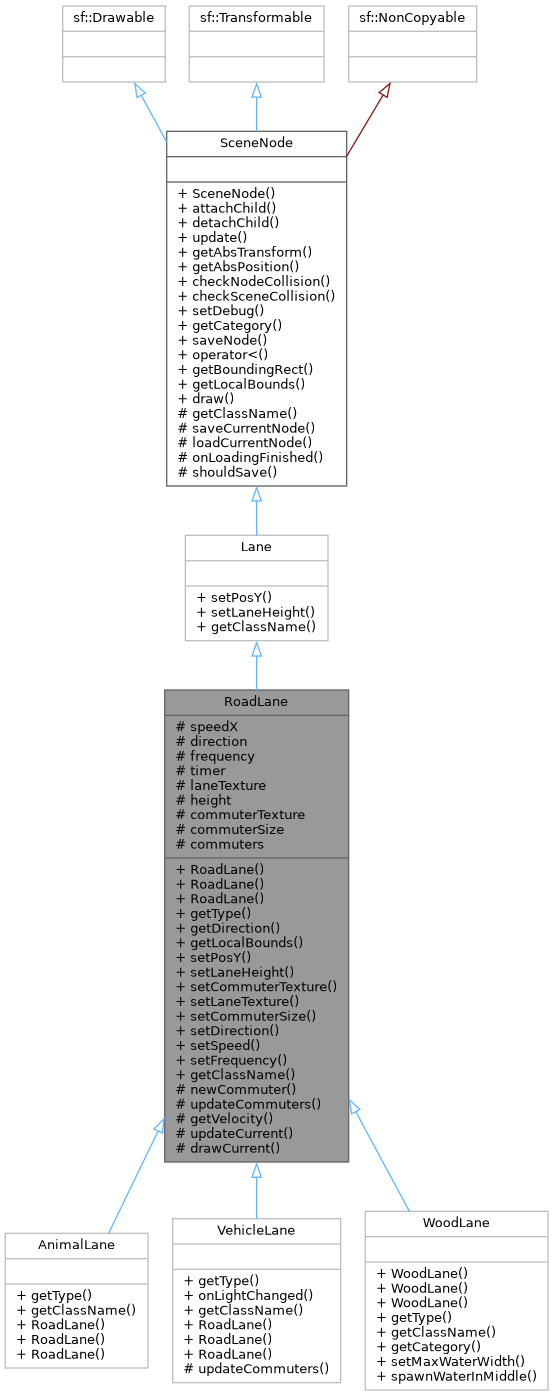 sf::Drawable
sf::Transformable
sf::NonCopyable
SceneNode
+ SceneNode()
+ attachChild()
+ detachChild()
+ update()
+ getAbsTransform()
+ getAbsPosition()
+ checkNodeCollision()
+ checkSceneCollision()
+ setDebug()
+ getCategory()
+ saveNode()
+ operator<()
+ getBoundingRect()
+ getLocalBounds()
+ draw()
# getClassName()
# saveCurrentNode()
# loadCurrentNode()
# onLoadingFinished()
# shouldSave()
Lane
+ setPosY()
+ setLaneHeight()
+ getClassName()
RoadLane
# speedX
# direction
# frequency
# timer
# laneTexture
# height
# commuterTexture
# commuterSize
# commuters
+ RoadLane()
+ RoadLane()
+ RoadLane()
+ getType()
+ getDirection()
+ getLocalBounds()
+ setPosY()
+ setLaneHeight()
+ setCommuterTexture()
+ setLaneTexture()
+ setCommuterSize()
+ setDirection()
+ setSpeed()
+ setFrequency()
+ getClassName()
# newCommuter()
# updateCommuters()
# getVelocity()
# updateCurrent()
# drawCurrent()
AnimalLane
+ getType()
+ getClassName()
+ RoadLane()
+ RoadLane()
+ RoadLane()
VehicleLane
+ getType()
+ onLightChanged()
+ getClassName()
+ RoadLane()
+ RoadLane()
+ RoadLane()
# updateCommuters()
WoodLane
+ WoodLane()
+ WoodLane()
+ WoodLane()
+ getType()
+ getClassName()
+ getCategory()
+ setMaxWaterWidth()
+ spawnWaterInMiddle()